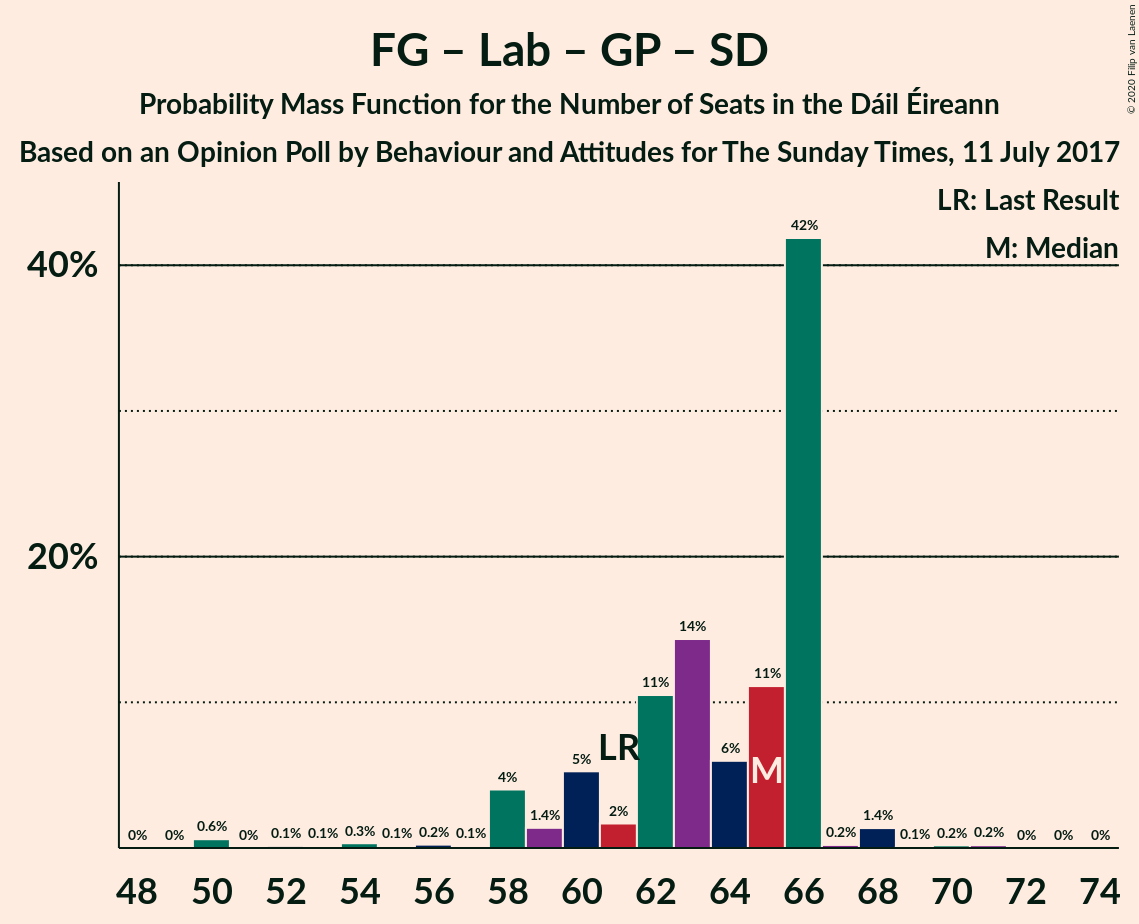 FG – Lab – GP – SD
Probability Mass Function for the Number of Seats in the Dáil Éireann
Based on an Opinion Poll by Behaviour and Attitudes for The Sunday Times, 11 July 2017
© 2020 Filip van Laenen
LR: Last Result
M: Median
40%
20%
0% 0% 0.6% 0% 0.1% 0.1% 0.3% 0.1% 0.2% 0.1% 4% 1.4% 5% 2% 11% 14% 6% 11% 42% 0.2% 1.4% 0.1% 0.2% 0.2% 0% 0% 0%
LR
M
48 50 52 54 56 58 60 62 64 66 68 70 72 74